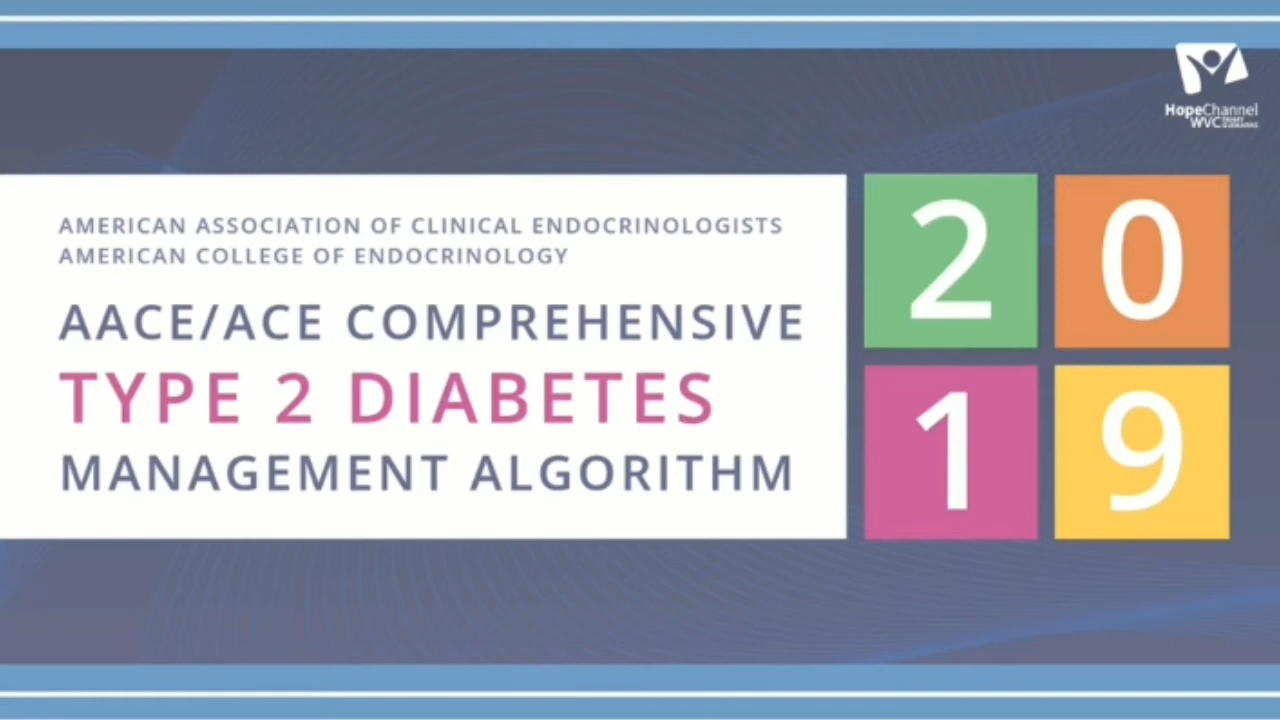 HopeChannel
WVC
AMERICAN ASSOCIATION OF CLINICAL ENDOCRINOLOGISTS
AMERICAN COLLEGE OF ENDOCRINOLOGY
AACE/ACE COMPREHENSIVE
TYPE 2 DIABETES
MANAGEMENT ALGORITHM
20
19